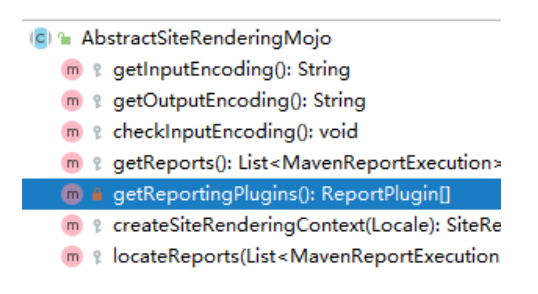 C AbstractSiteRenderingMojo
m getInputEncoding(): String
m getOutputEncoding(): String
m checkInputEncoding(): void
m getReports(): List<MavenReportExecution>
m getReportingPlugins(): ReportPlugin[]
m createSiteRenderingContext(Locale): SiteRe
m locateReports(List<MavenReportExecution